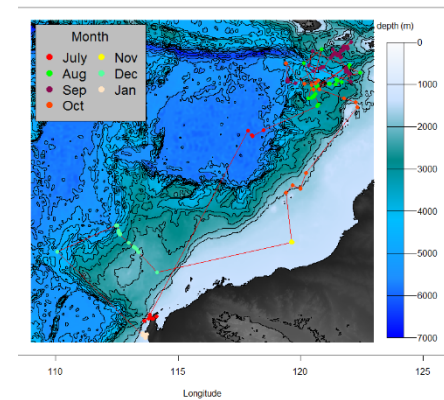 Month
July
Aug
Sep
Oct
Nov
Dec
Jan
depth (m)
0
-1000
-2000
-3000
-4000
-5000
-6000
-7000
110
115
120
125
Longitude